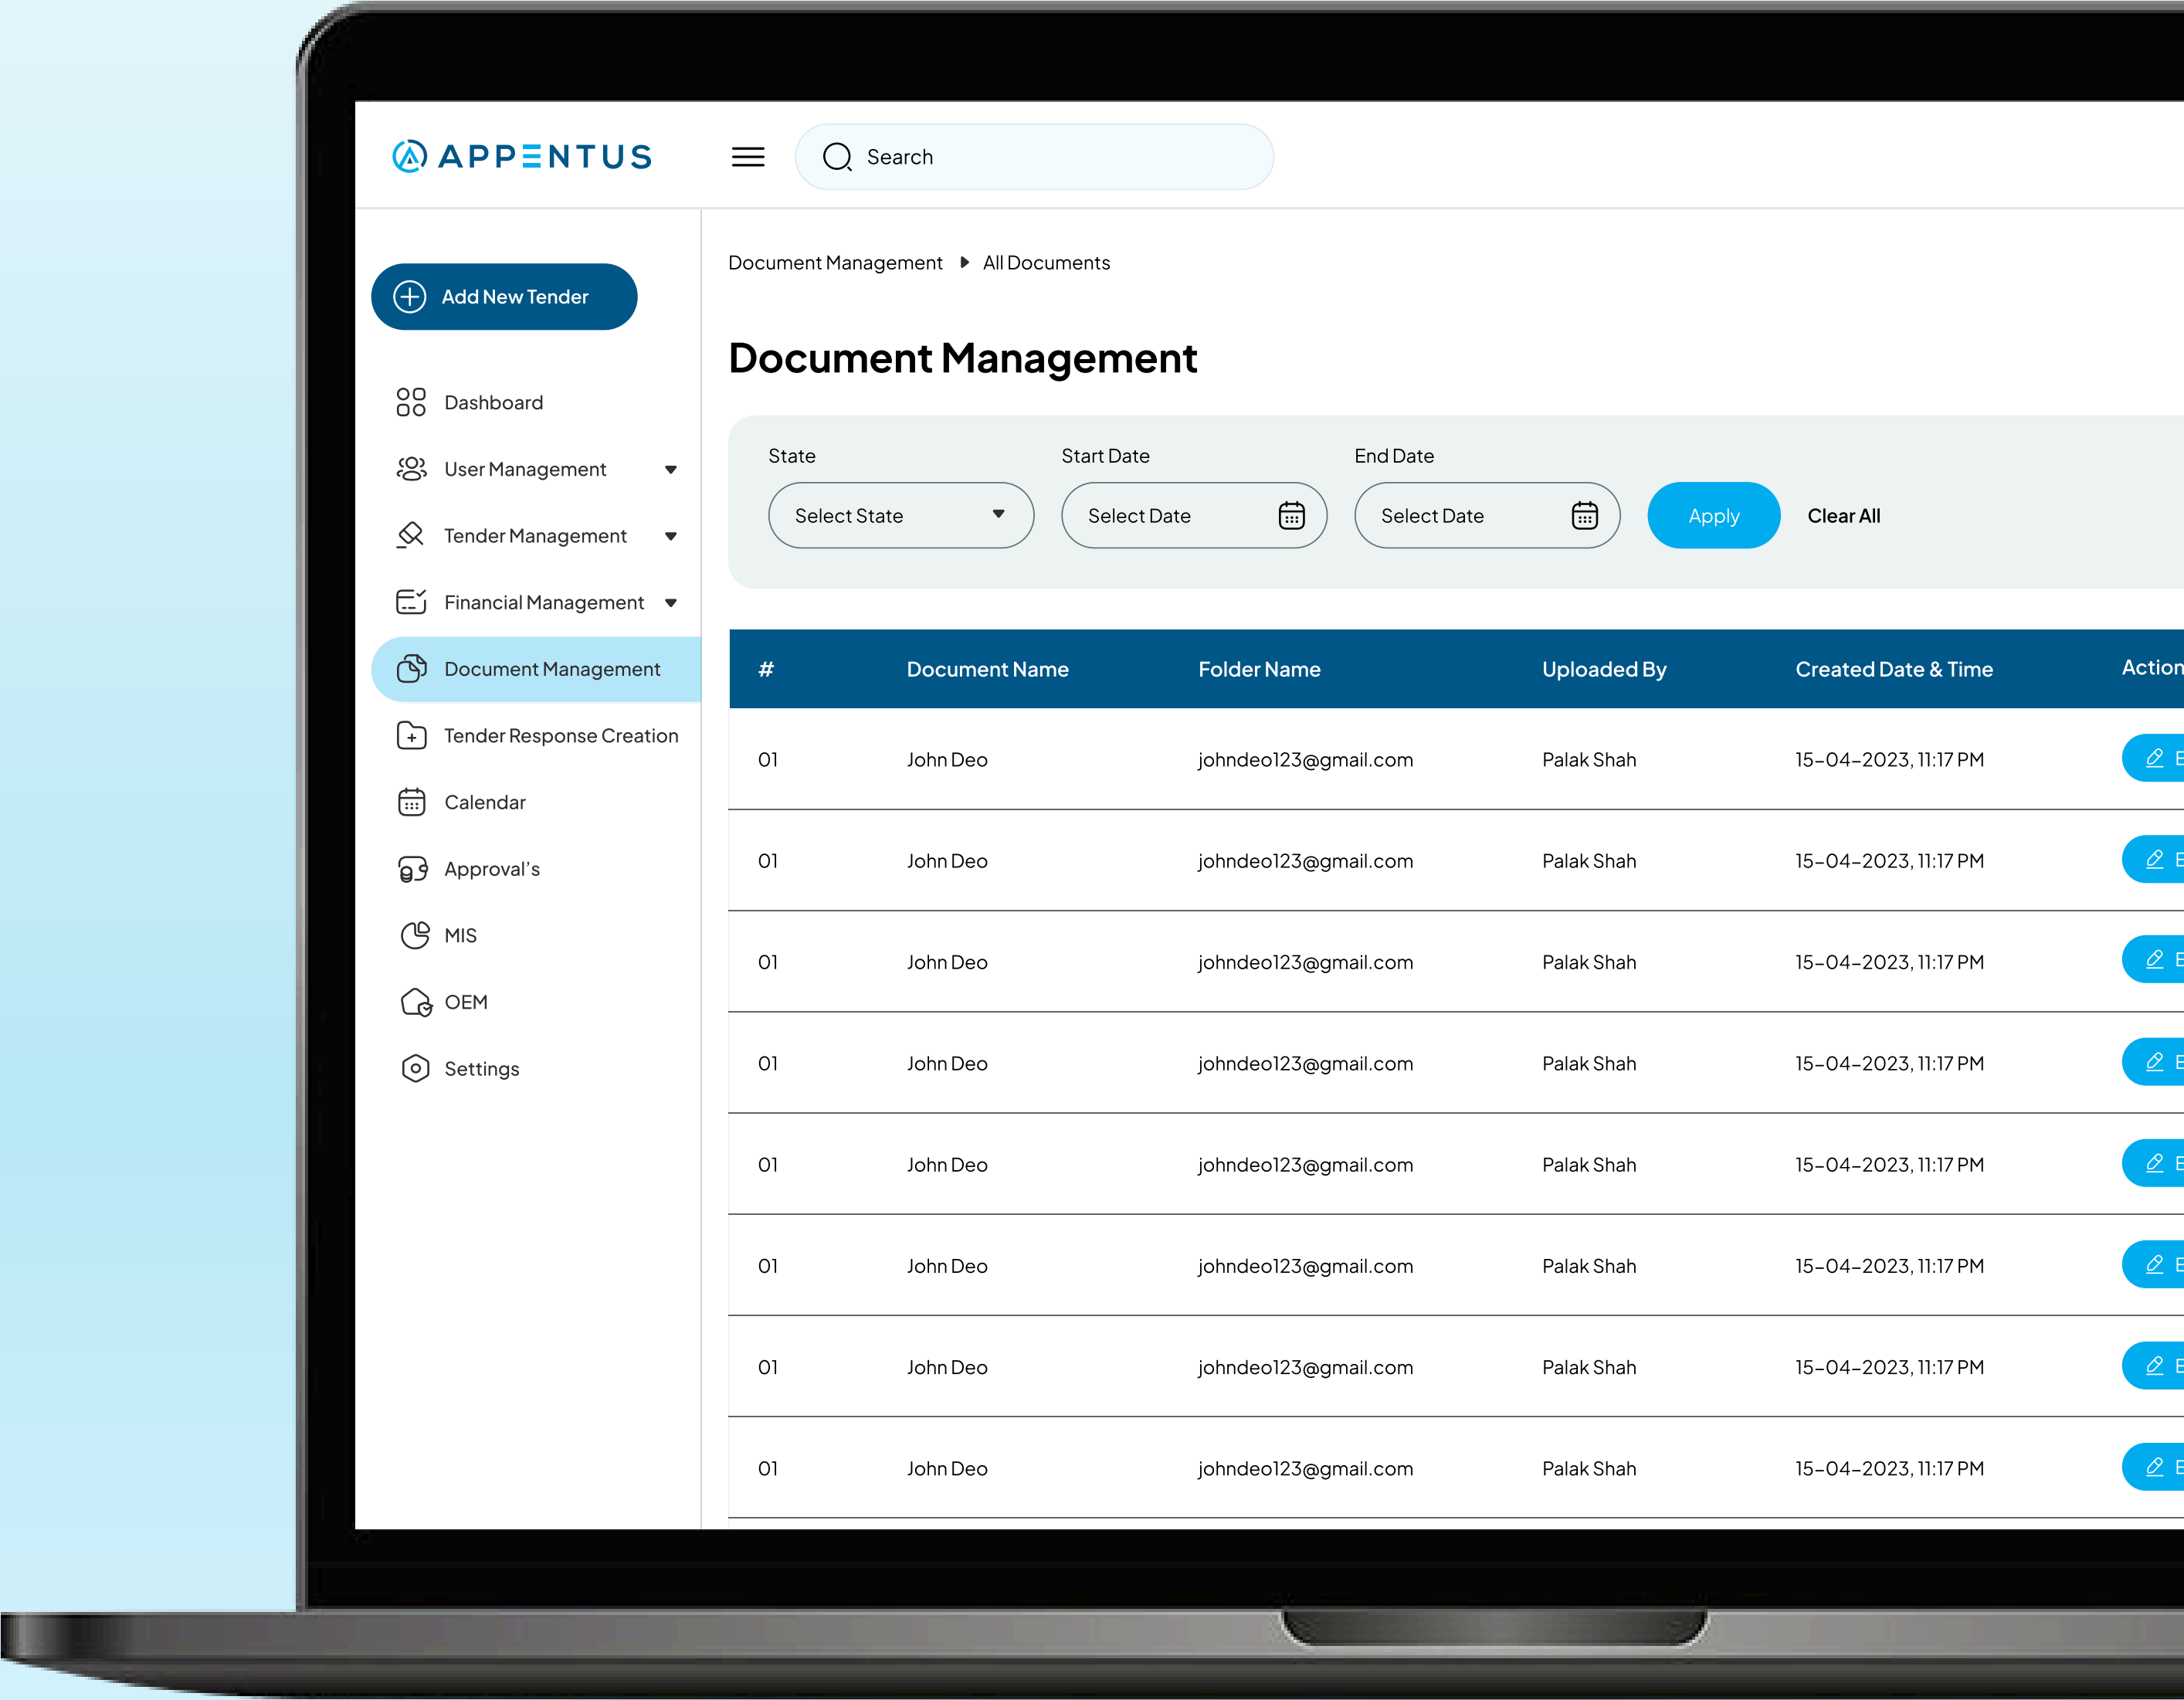 APPENTUS
Search
Add New Tender
Dashboard
User Management
Tender Management
Financial Management
Document Management
Tender Response Creation
Calendar
Approval's
MIS
OEM
Settings
Document Management All Documents
Document Management
State Start Date End Date
Select State Select Date Select Date Apply Clear All
# Document Name Folder Name Uploaded By Created Date & Time Action
01 John Deo johndeo123@gmail.com Palak Shah 15-04-2023, 11:17 PM
01 John Deo johndeo123@gmail.com Palak Shah 15-04-2023, 11:17 PM
01 John Deo johndeo123@gmail.com Palak Shah 15-04-2023, 11:17 PM
01 John Deo johndeo123@gmail.com Palak Shah 15-04-2023, 11:17 PM
01 John Deo johndeo123@gmail.com Palak Shah 15-04-2023, 11:17 PM
01 John Deo johndeo123@gmail.com Palak Shah 15-04-2023, 11:17 PM
01 John Deo johndeo123@gmail.com Palak Shah 15-04-2023, 11:17 PM
01 John Deo johndeo123@gmail.com Palak Shah 15-04-2023, 11:17 PM